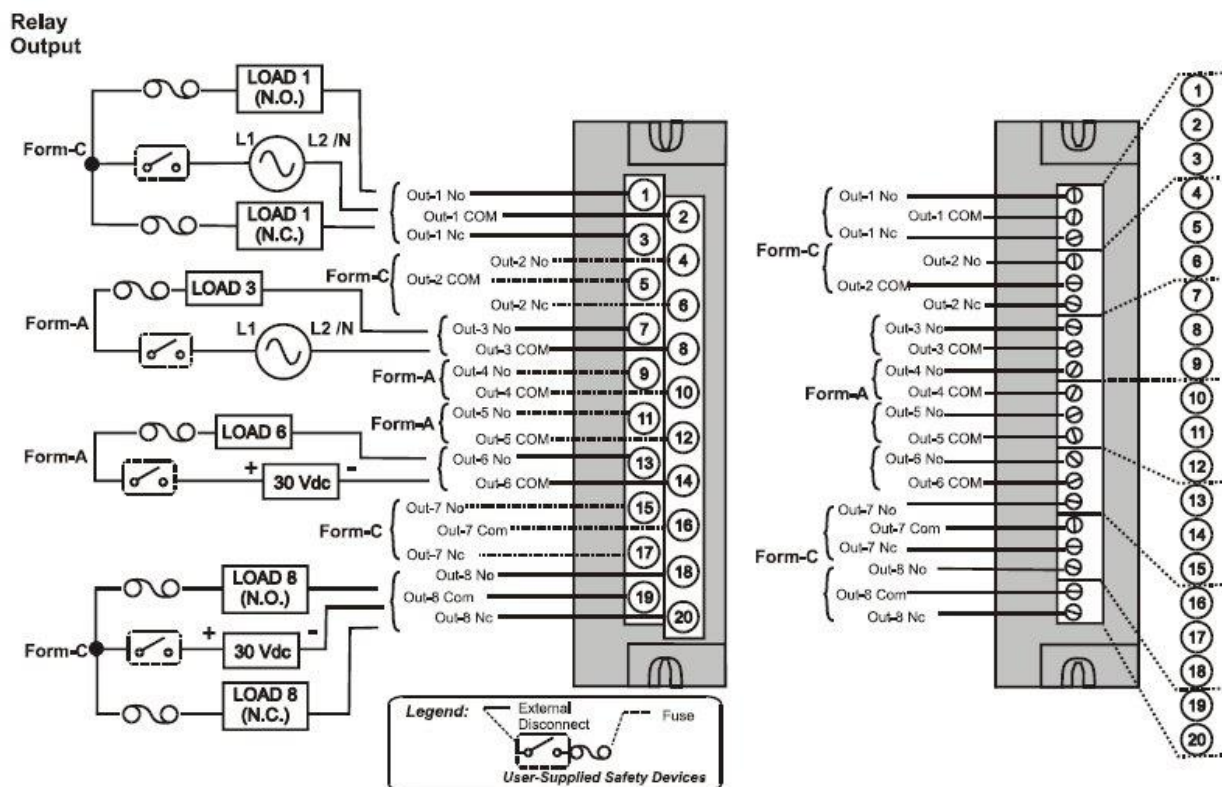 Relay
Output
LOAD 1
(N.O.)
L1
L2 /N
Form-C
LOAD 1
(N.C.)
LOAD 3
Form-A
L1
L2 /N
LOAD 6
Form-A
+
30 Vdc
-
LOAD 8
(N.O.)
+
30 Vdc
-
Form-C
LOAD 8
(N.C.)
Out-1 No
Out-1 COM
Out-1 Nc
Form-C
Out-2 No
Out-2 COM
Out-2 Nc
Out-3 No
Out-3 COM
Form-A
Out-4 No
Out-4 COM
Form-A
Out-5 No
Out-5 COM
Out-6 No
Out-6 COM
Form-C
Out-7 No
Out-7 Com
Out-7 Nc
Out-8 No
Out-8 Com
Out-8 Nc
1
2
3
4
5
6
7
8
9
10
11
12
13
14
15
16
17
18
19
20
Legend:
External
Disconnect
Fuse
User-Supplied Safety Devices
Out-1 No
Out-1 COM
Out-1 Nc
Form-C
Out-2 No
Out-2 COM
Out-2 Nc
Out-3 No
Out-3 COM
Out-4 No
Form-A
Out-4 COM
Out-5 No
Out-5 COM
Out-6 No
Out-6 COM
Out-7 No
Out-7 Com
Form-C
Out-7 Nc
Out-8 No
Out-8 Com
Out-8 Nc
1
2
3
4
5
6
7
8
9
10
11
12
13
14
15
16
17
18
19
20